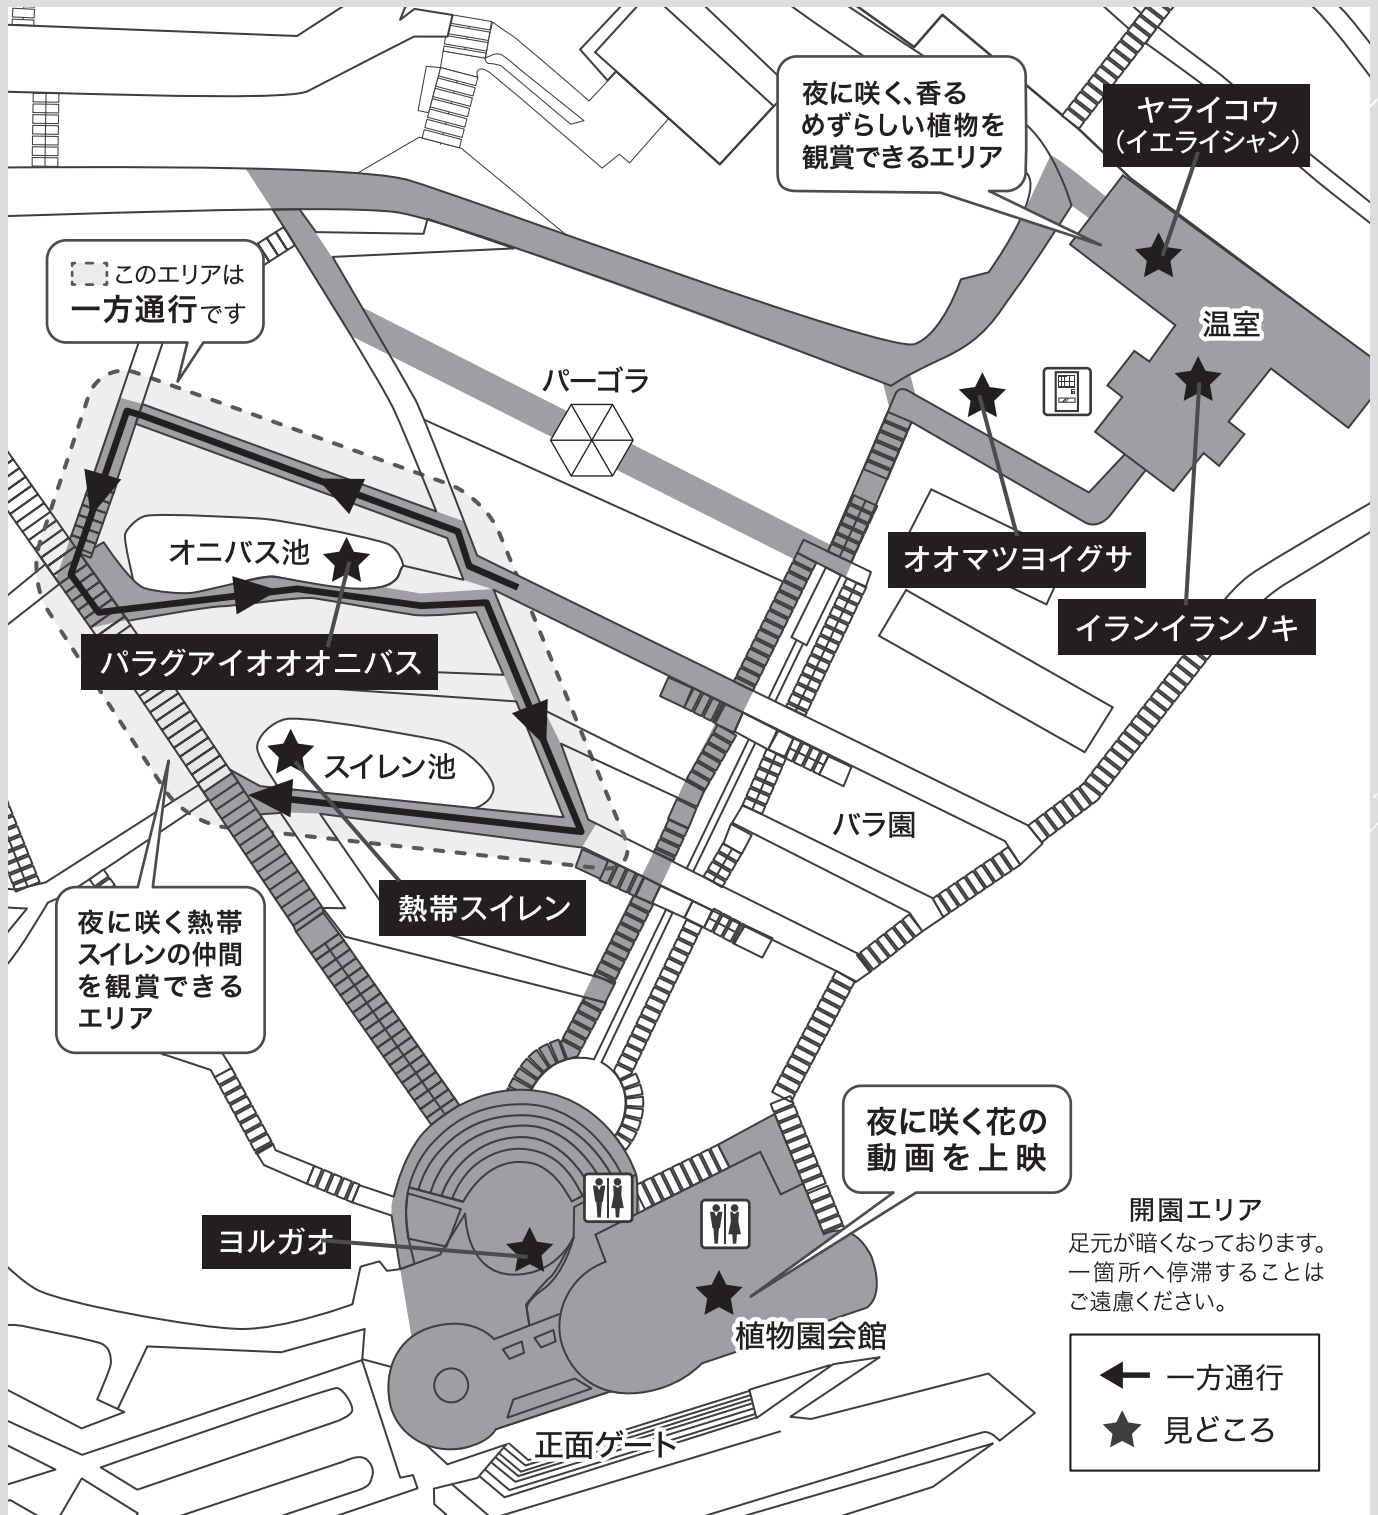 夜に咲く、香る
めずらしい植物を
観賞できるエリア
ヤライコウ
（イエライシャン）
このエリアは
一方通行です
温室
パーゴラ
オニバス池
オオマツヨイグサ
イランイランノキ
パラグアイオオオニバス
スイレン池
バラ園
熱帯スイレン
夜に咲く熱帯
スイレンの仲間
を観賞できる
エリア
夜に咲く花の
動画を上映
ヨルガオ
植物園会館
正面ゲート
開園エリア
足元が暗くなっております。
一箇所へ停滞することは
ご遠慮ください。
一方通行
見どころ